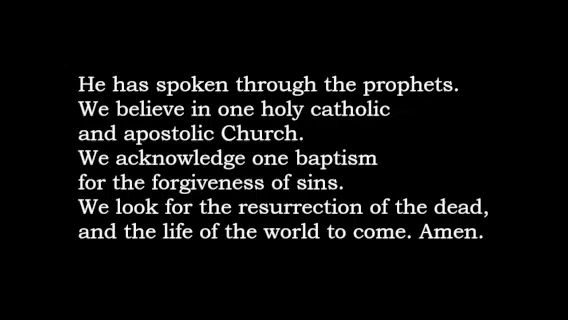 He has spoken through the prophets.
We believe in one holy catholic
and apostolic Church.
We acknowledge one baptism
for the forgiveness of sins.
We look for the resurrection of the dead,
and the life of the world to come. Amen.